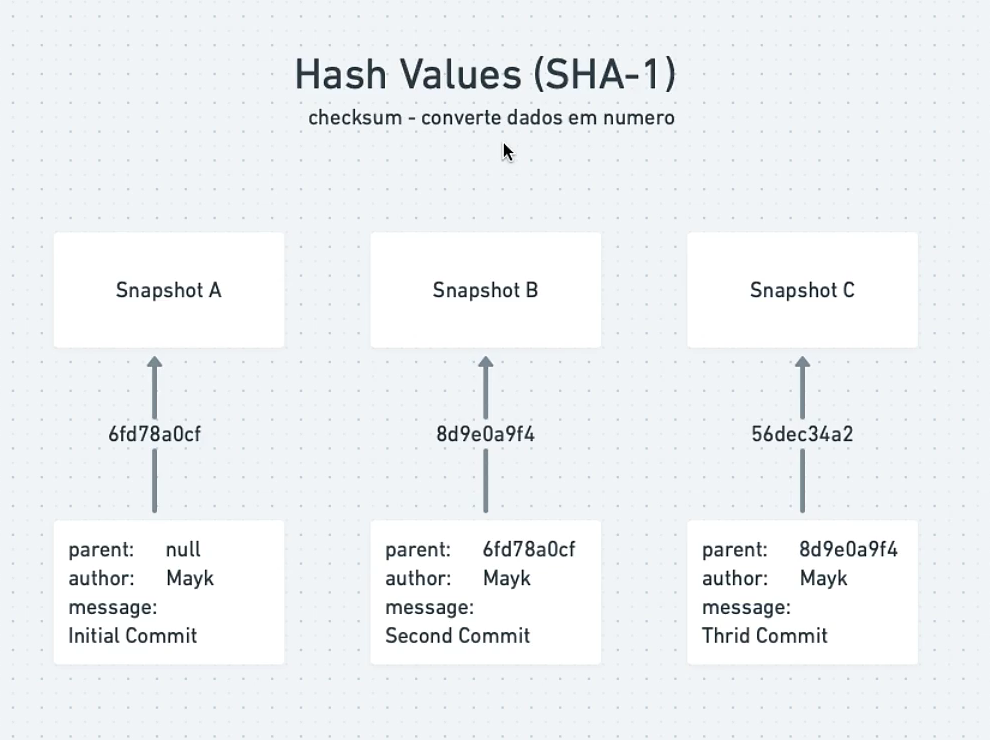 Hash Values (SHA-1)
checksum - converte dados em numero
Snapshot A
Snapshot B
Snapshot C
6fd78a0cf
8d9e0a9f4
56dec34a2
parent: null
author: Mayk
message:
Initial Commit
parent: 6fd78a0cf
author: Mayk
message:
Second Commit
parent: 8d9e0a9f4
author: Mayk
message:
Thrid Commit